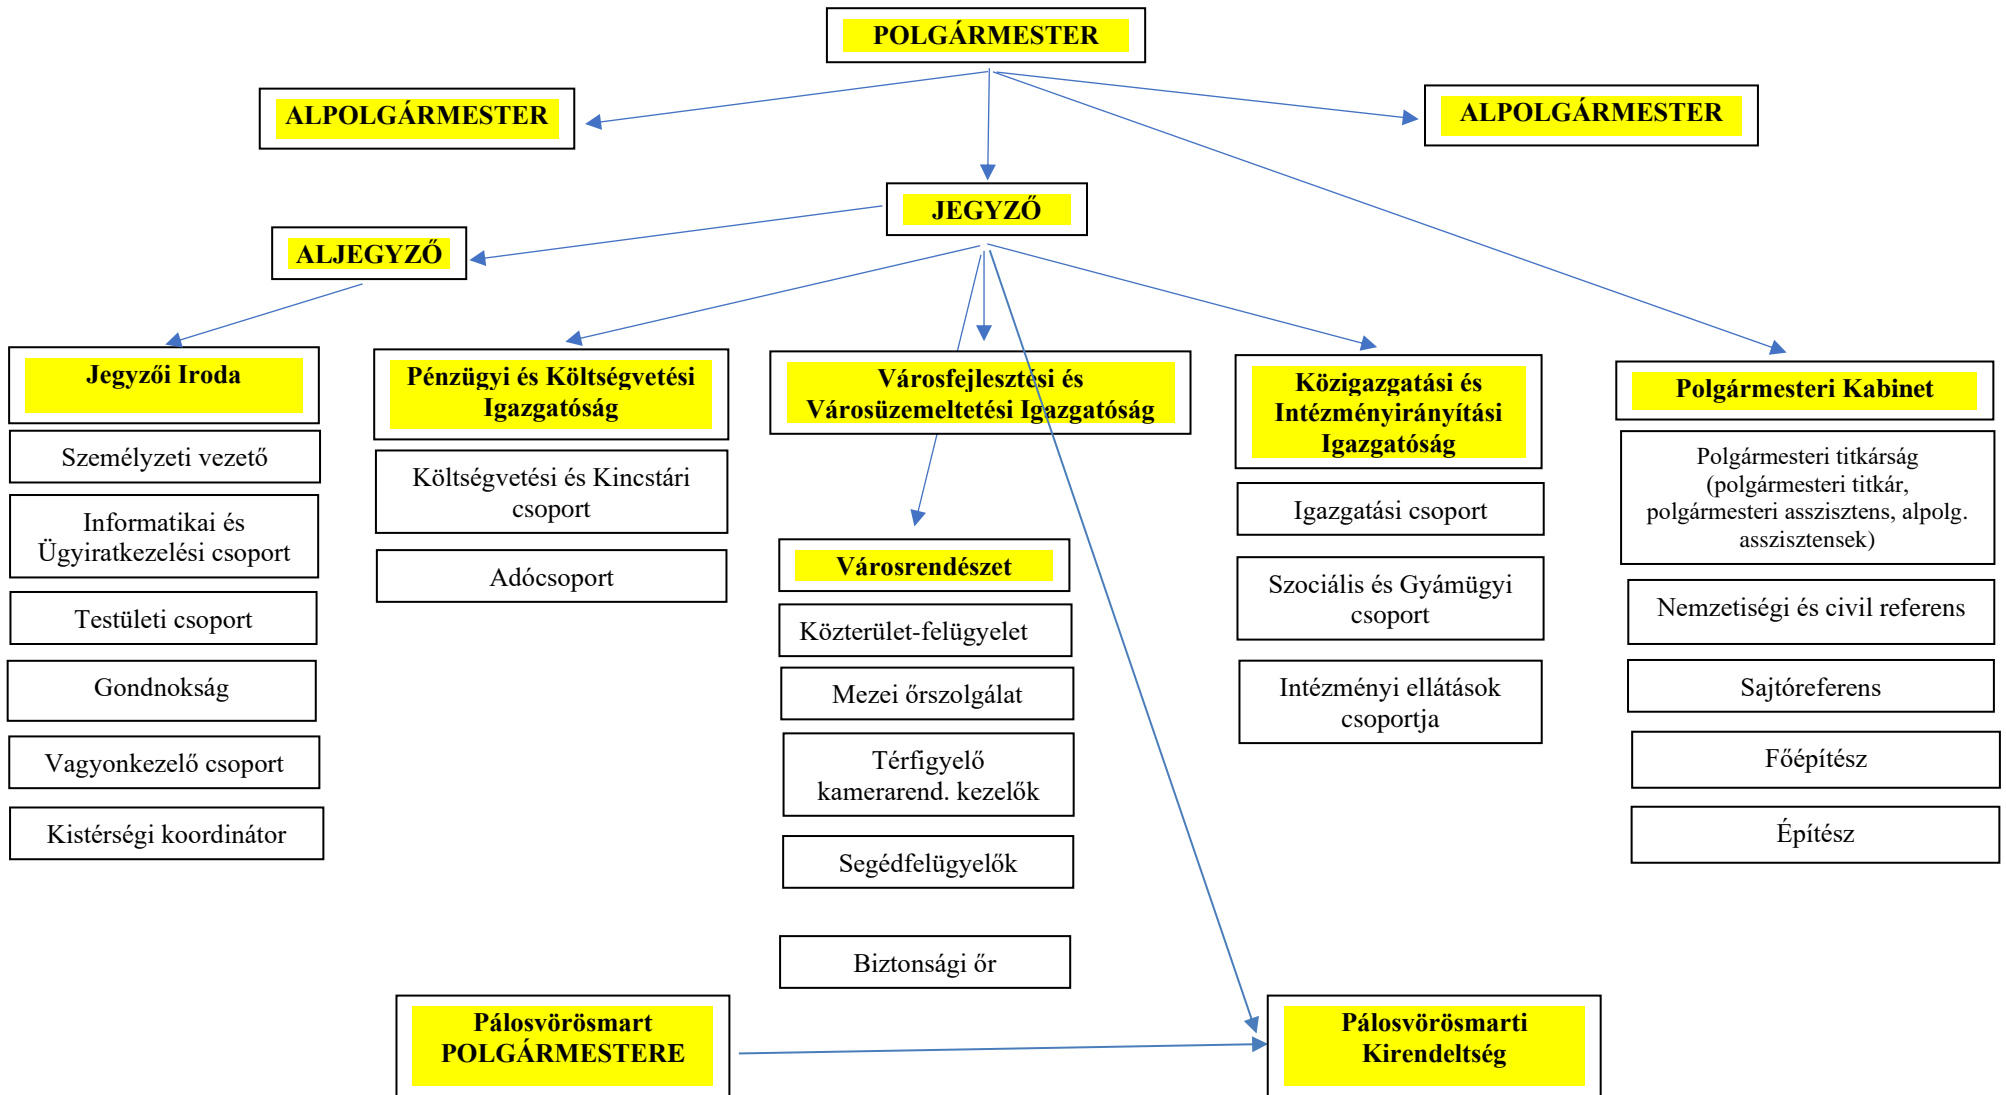 POLGÁRMESTER
ALPOLGÁRMESTER
ALPOLGÁRMESTER
JEGYZŐ
ALJEGYZŐ
Jegyzői Iroda
Személyzeti vezető
Informatikai és
Ügyiratkezelési csoport
Testületi csoport
Gondnokság
Vagyonkezelő csoport
Kistérségi koordinátor
Pénzügyi és Költségvetési
Igazgatóság
Költségvetési és Kincstári
csoport
Adócsoport
Városfejlesztési és
Városüzemeltetési Igazgatóság
Városrendészet
Közterület-felügyelet
Mezei őrszolgálat
Térfigyelő
kamerarend. kezelők
Segédfelügyelők
Biztonsági őr
Közigazgatási és
Intézményirányítási
Igazgatóság
Igazgatási csoport
Szociális és Gyámügyi
csoport
Intézményi ellátások
csoportja
Polgármesteri Kabinet
Polgármesteri titkárság
(polgármesteri titkár,
polgármesteri asszisztens, alpolg.
asszisztensek)
Nemzetiségi és civil referens
Sajtóreferens
Főépítész
Építész
Pálosvörösmart
POLGÁRMESTERE
Pálosvörösmarti
Kirendeltség